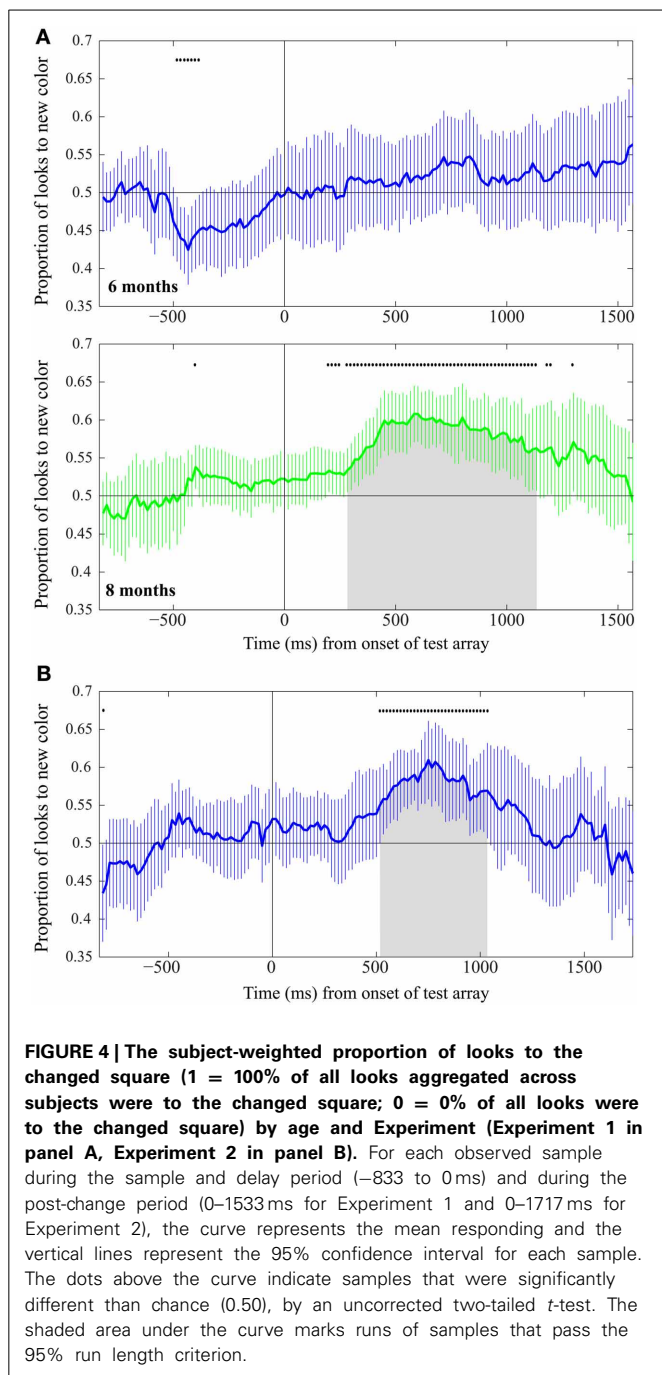 A
Proportion of looks to new color
0.7
0.65
0.6
0.55
0.5
0.45
0.4
0.35
6 months
−500 0 500 1000 1500
Proportion of looks to new color
0.7
0.65
0.6
0.55
0.5
0.45
0.4
0.35
8 months
−500 0 500 1000 1500
Time (ms) from onset of test array
B
Proportion of looks to new color
0.7
0.65
0.6
0.55
0.5
0.45
0.4
0.35
−500 0 500 1000 1500
Time (ms) from onset of test array
FIGURE 4 | The subject-weighted proportion of looks to the
changed square (1 = 100% of all looks aggregated across
subjects were to the changed square; 0 = 0% of all looks were
to the changed square) by age and Experiment (Experiment 1 in
panel A, Experiment 2 in panel B). For each observed sample
during the sample and delay period (−833 to 0 ms) and during the
post-change period (0–1533 ms for Experiment 1 and 0–1717 ms for
Experiment 2), the curve represents the mean responding and the
vertical lines represent the 95% confidence interval for each sample.
The dots above the curve indicate samples that were significantly
different than chance (0.50), by an uncorrected two-tailed t-test. The
shaded area under the curve marks runs of samples that pass the
95% run length criterion.